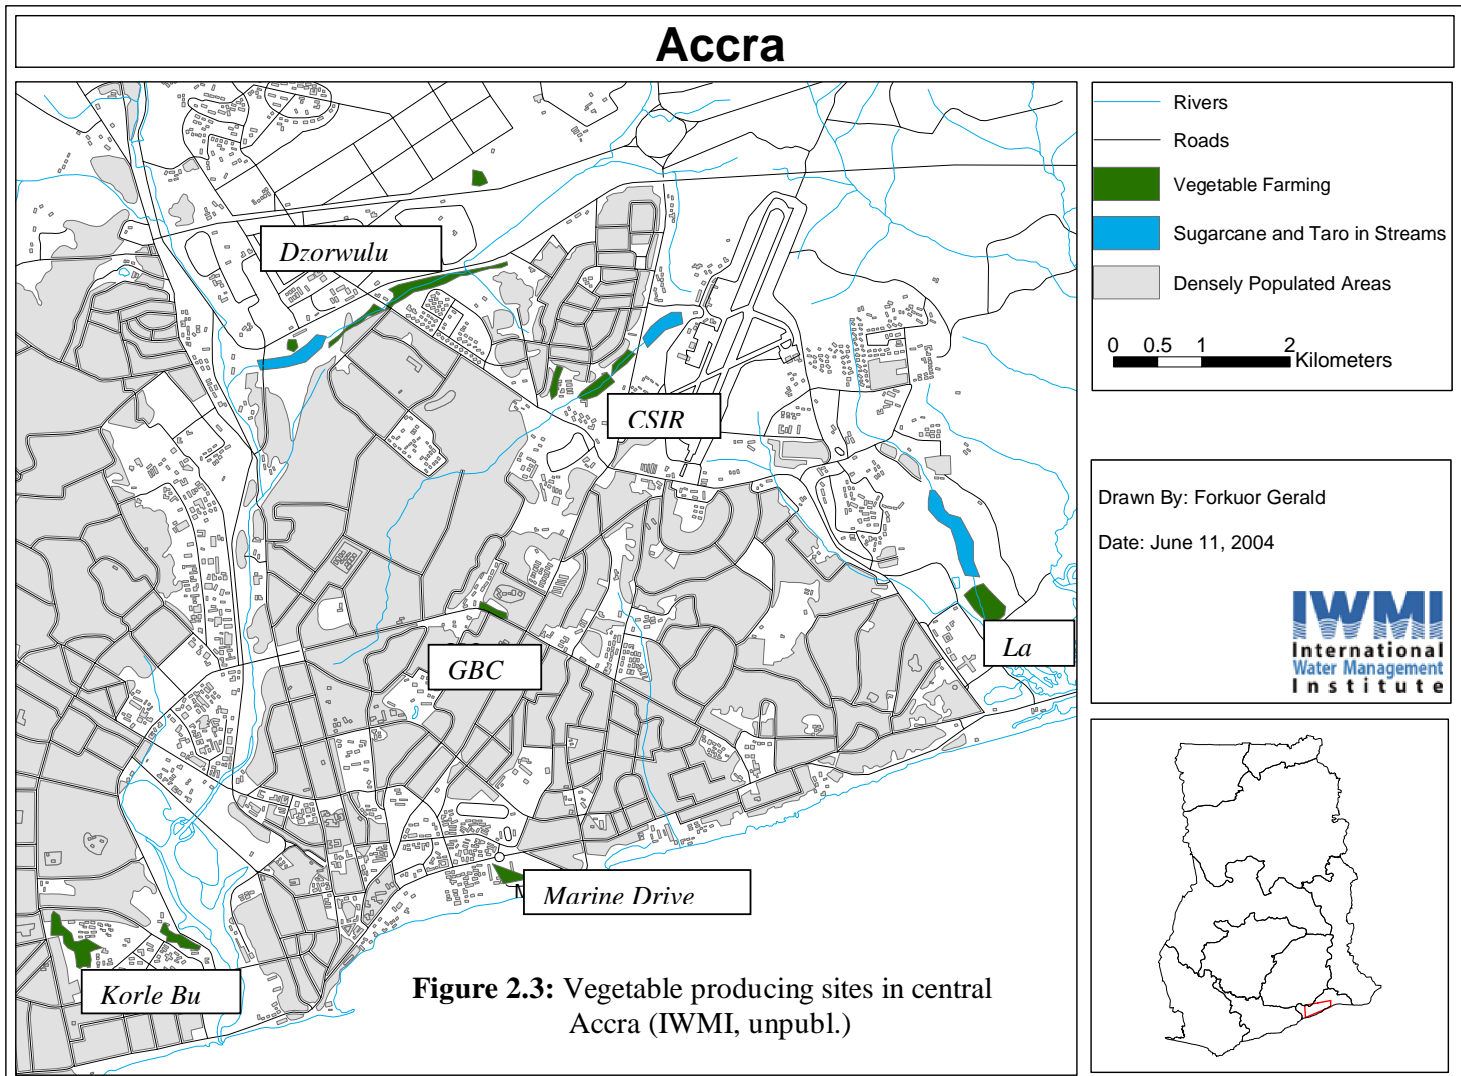 Accra
Dzorwulu
CSIR
La
GBC
M
Marine Drive
Korle Bu
Figure 2.3: Vegetable producing sites in central
Accra (IWMI, unpubl.)
Rivers
Roads
Vegetable Farming
Sugarcane and Taro in Streams
Densely Populated Areas
0 0.5 1 2
Kilometers
Drawn By: Forkuor Gerald
Date: June 11, 2004
IWMI
International
Water Management
Institute